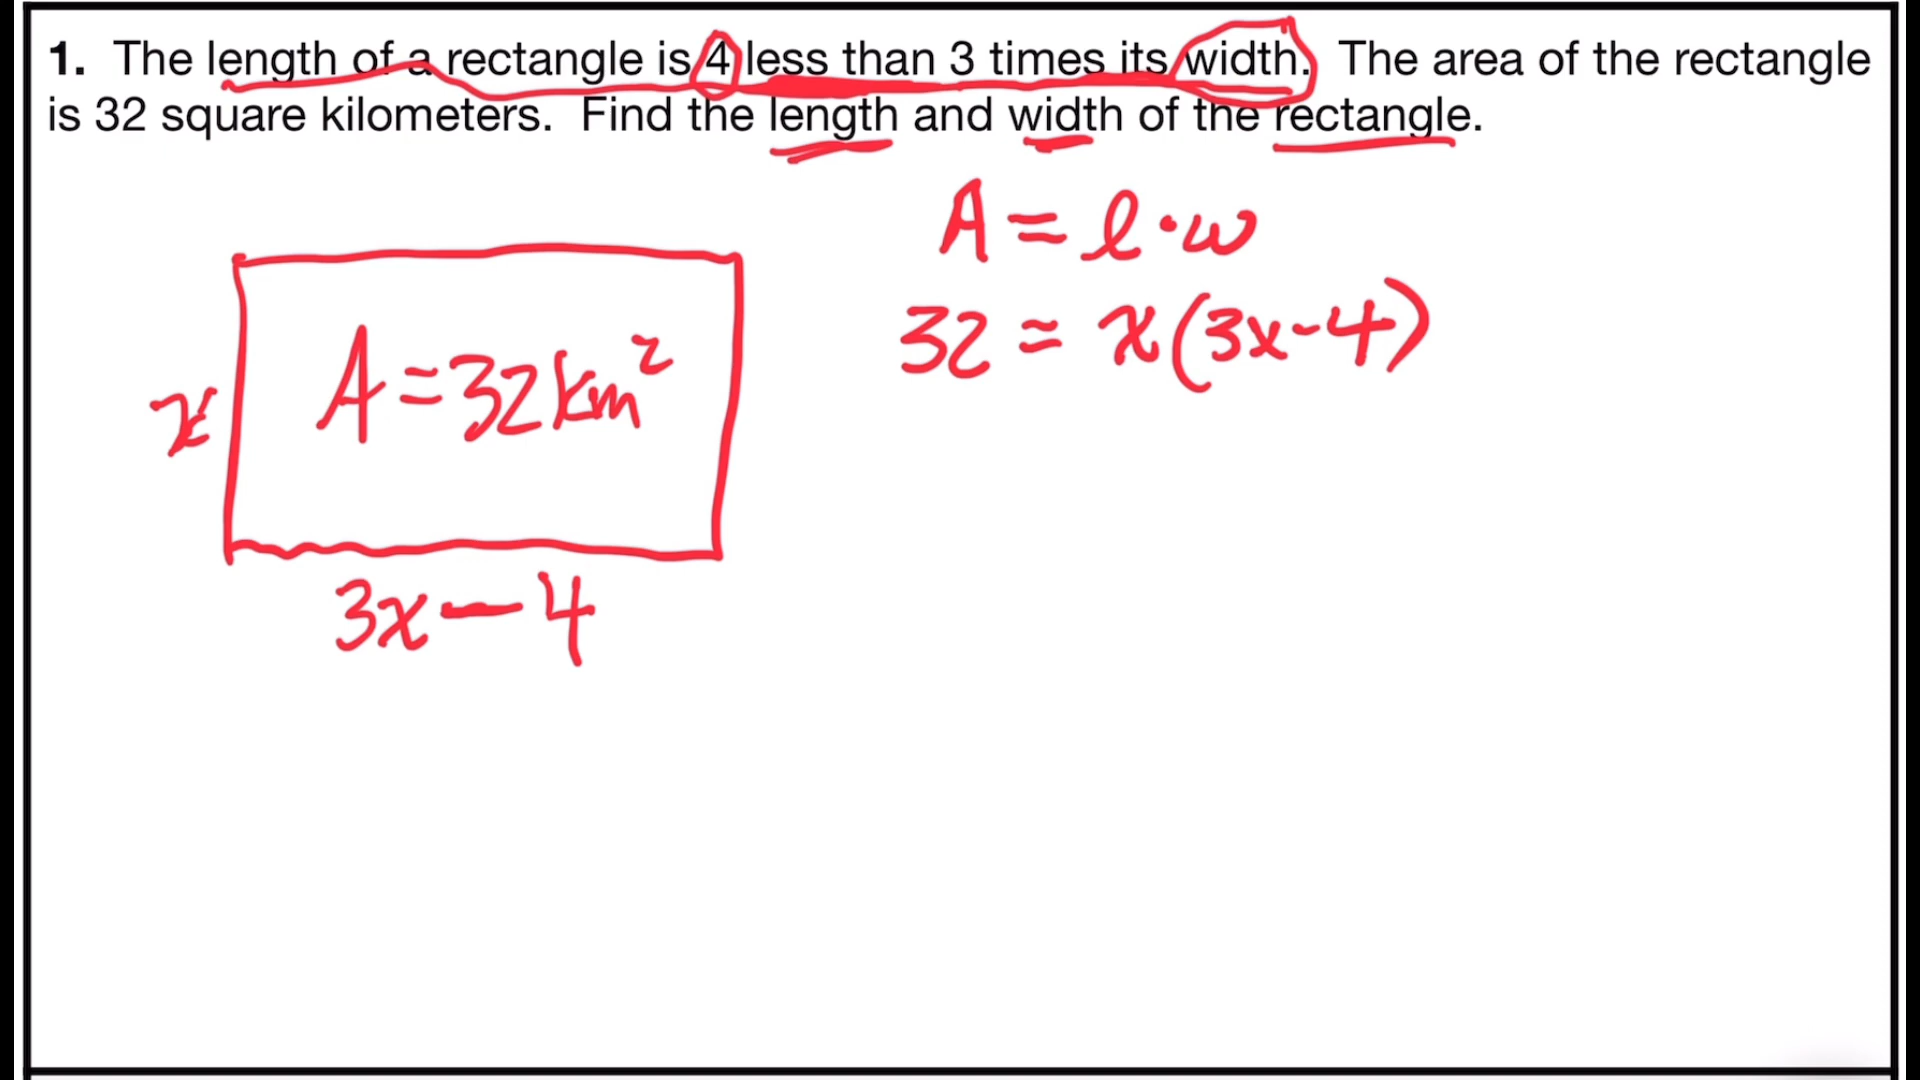 1. The length of a rectangle is 4 less than 3 times its width. The area of the rectangle
is 32 square kilometers. Find the length and width of the rectangle.
A = l · w
32 = x(3x-4)
A = 32 km²
x
3x - 4